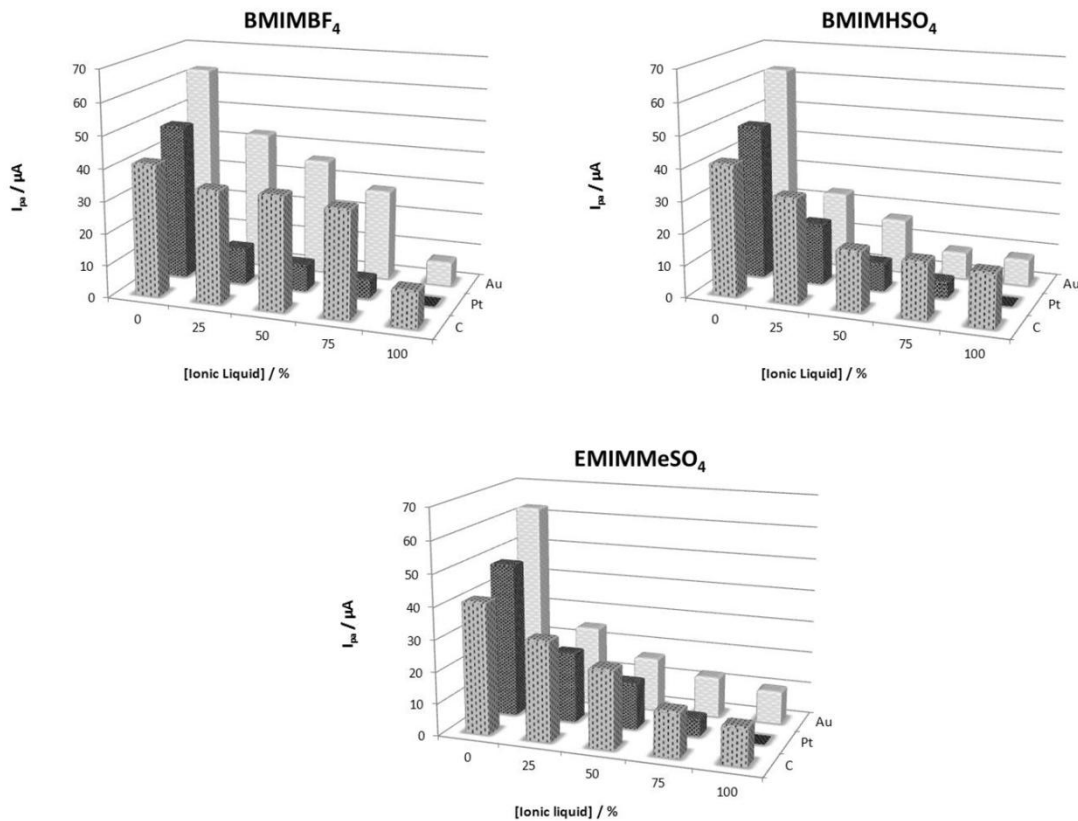 BMIMBF₄
70
60
50
40
30
20
10
0
Iₚₐ / µA
0
25
50
75
100
Au
Pt
C
[Ionic Liquid] / %
BMIMHSO₄
70
60
50
40
30
20
10
0
Iₚₐ / µA
0
25
50
75
100
Au
Pt
C
[Ionic Liquid] / %
EMIMMeSO₄
70
60
50
40
30
20
10
0
Iₚₐ / µA
0
25
50
75
100
Au
Pt
C
[Ionic liquid] / %